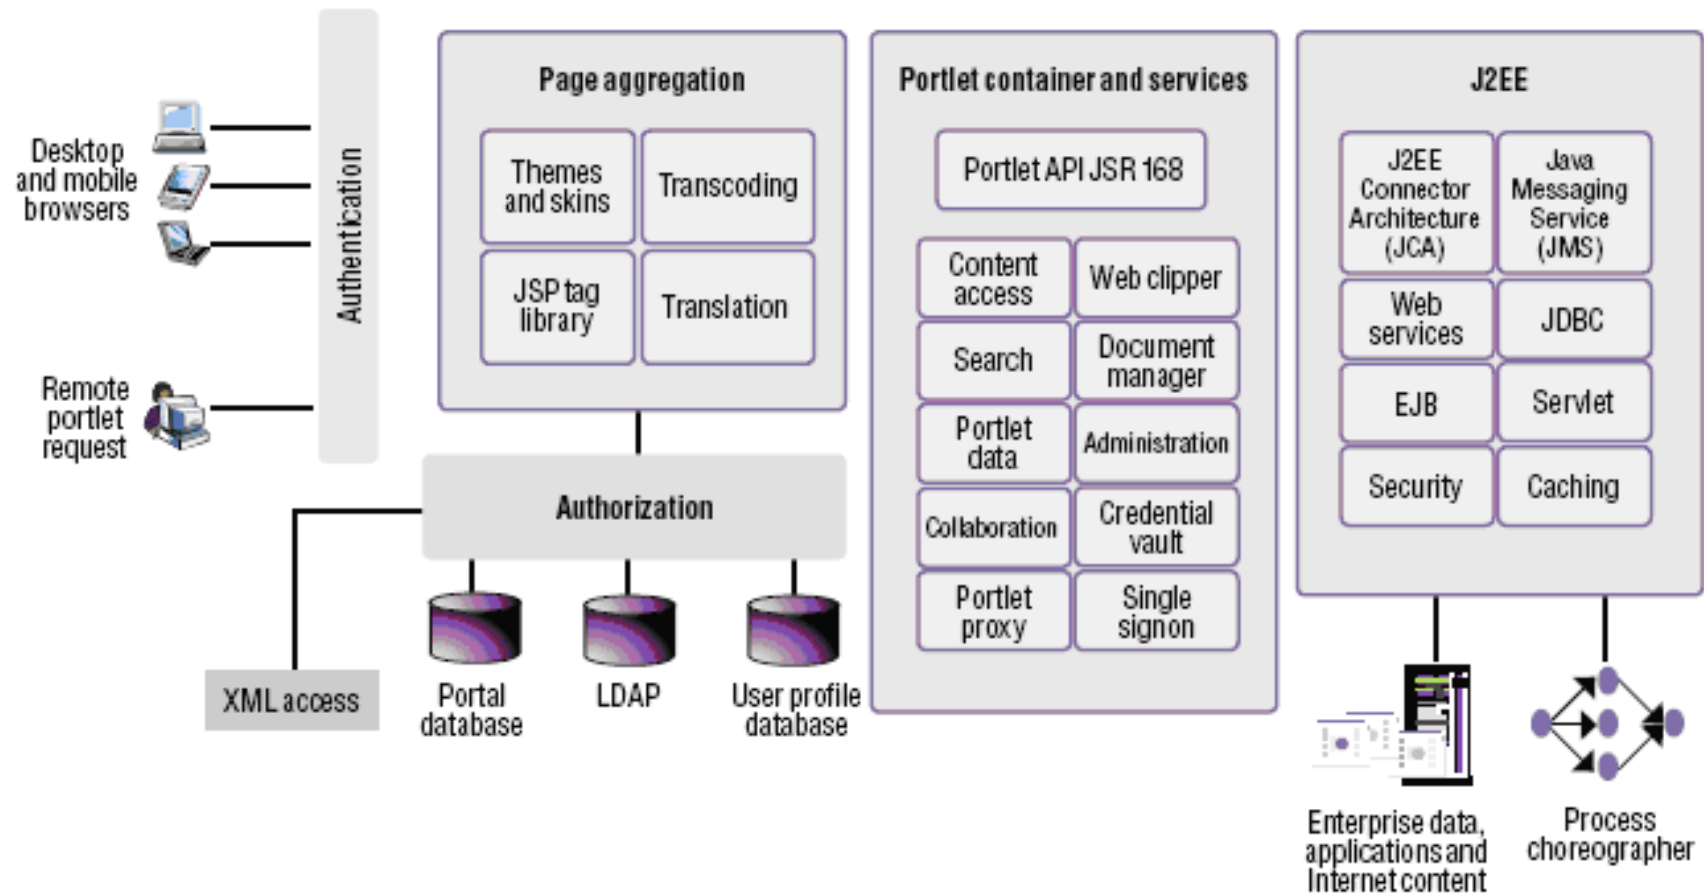 Desktop
and mobile
browsers
Remote
portlet
request
Authentication
Page aggregation
Themes
and skins
Transcoding
JSP tag
library
Translation
Authorization
XML access
Portal
database
LDAP
User profile
database
Portlet container and services
Portlet API JSR 168
Content
access
Web clipper
Search
Document
manager
Portlet
data
Administration
Collaboration
Credential
vault
Portlet
proxy
Single
signon
J2EE
J2EE
Connector
Architecture
(JCA)
Java
Messaging
Service
(JMS)
Web
services
JDBC
EJB
Servlet
Security
Caching
Enterprise data,
applications and
Internet content
Process
choreographer